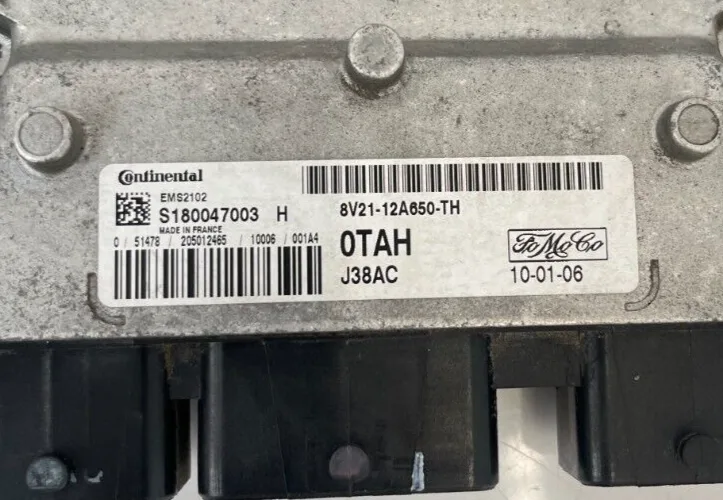 Continental
EMS2102
S180047003 H
MADE IN FRANCE
0 / 51478 / 205012465 / 10006 / 001A4
8V21-12A650-TH
0TAH
J38AC
FoMoCo
10-01-06